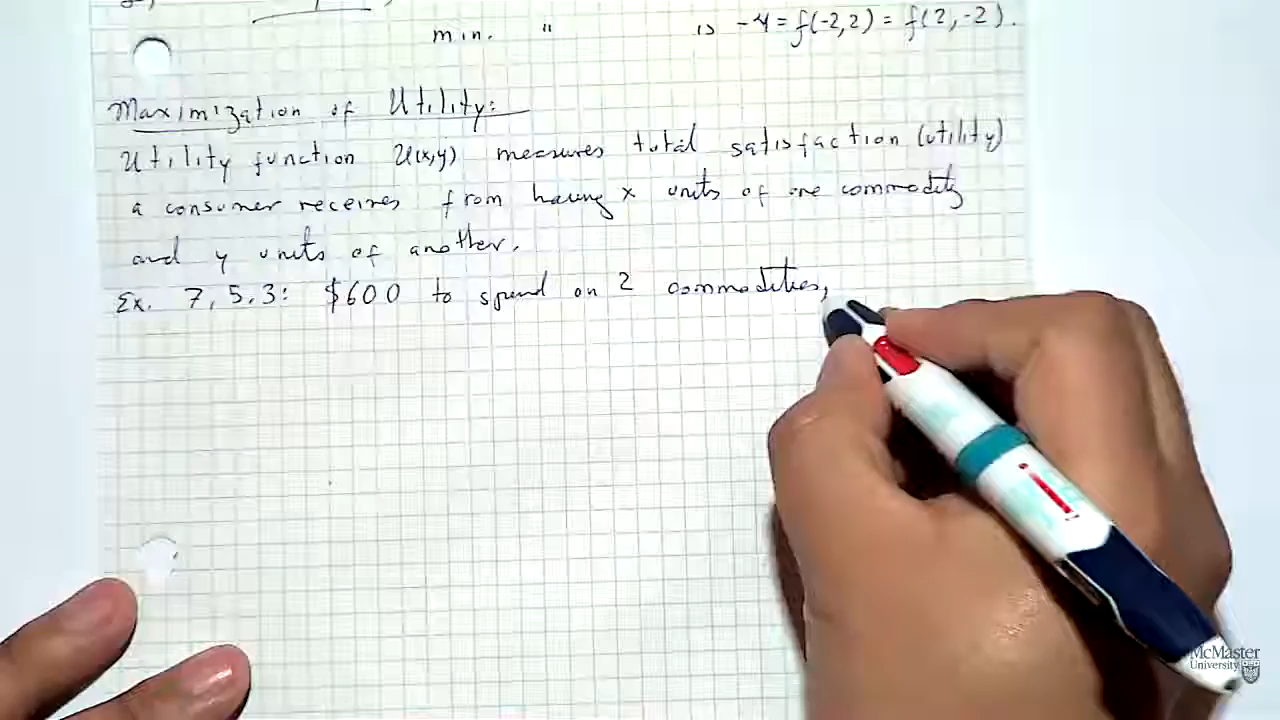 min. " is -4 = f(-2,2) = f(2,-2).
Maximization of Utility:
Utility function U(x,y) measures total satisfaction (utility)
a consumer receives from having x units of one commodity
and y units of another.
Ex. 7.5.3: $600 to spend on 2 commodities,
McMaster
University